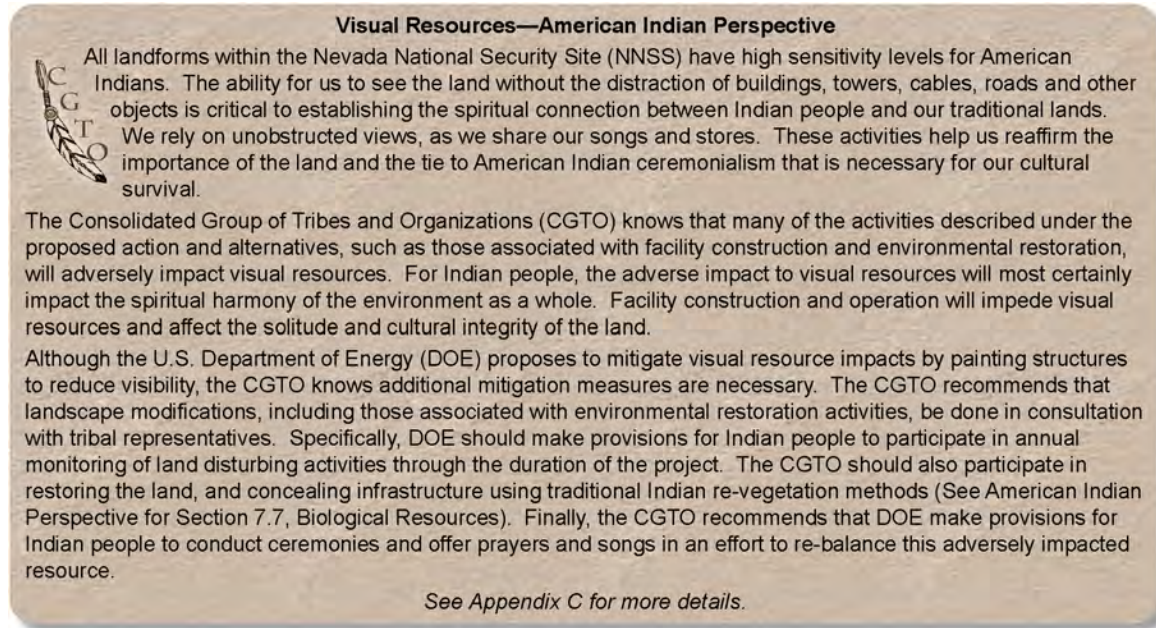 Visual Resources—American Indian Perspective
All landforms within the Nevada National Security Site (NNSS) have high sensitivity levels for American
Indians. The ability for us to see the land without the distraction of buildings, towers, cables, roads and other
objects is critical to establishing the spiritual connection between Indian people and our traditional lands.
We rely on unobstructed views, as we share our songs and stores. These activities help us reaffirm the
importance of the land and the tie to American Indian ceremonialism that is necessary for our cultural
survival.
CGTO
The Consolidated Group of Tribes and Organizations (CGTO) knows that many of the activities described under the
proposed action and alternatives, such as those associated with facility construction and environmental restoration,
will adversely impact visual resources. For Indian people, the adverse impact to visual resources will most certainly
impact the spiritual harmony of the environment as a whole. Facility construction and operation will impede visual
resources and affect the solitude and cultural integrity of the land.
Although the U.S. Department of Energy (DOE) proposes to mitigate visual resource impacts by painting structures
to reduce visibility, the CGTO knows additional mitigation measures are necessary. The CGTO recommends that
landscape modifications, including those associated with environmental restoration activities, be done in consultation
with tribal representatives. Specifically, DOE should make provisions for Indian people to participate in annual
monitoring of land disturbing activities through the duration of the project. The CGTO should also participate in
restoring the land, and concealing infrastructure using traditional Indian re-vegetation methods (See American Indian
Perspective for Section 7.7, Biological Resources). Finally, the CGTO recommends that DOE make provisions for
Indian people to conduct ceremonies and offer prayers and songs in an effort to re-balance this adversely impacted
resource.
See Appendix C for more details.